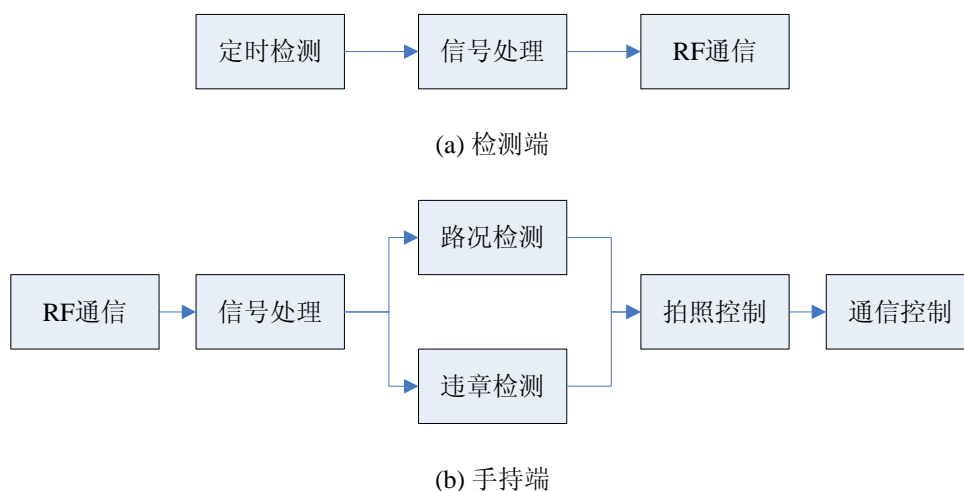 定时检测
信号处理
RF通信
(a) 检测端
路况检测
RF通信
信号处理
拍照控制
通信控制
违章检测
(b) 手持端